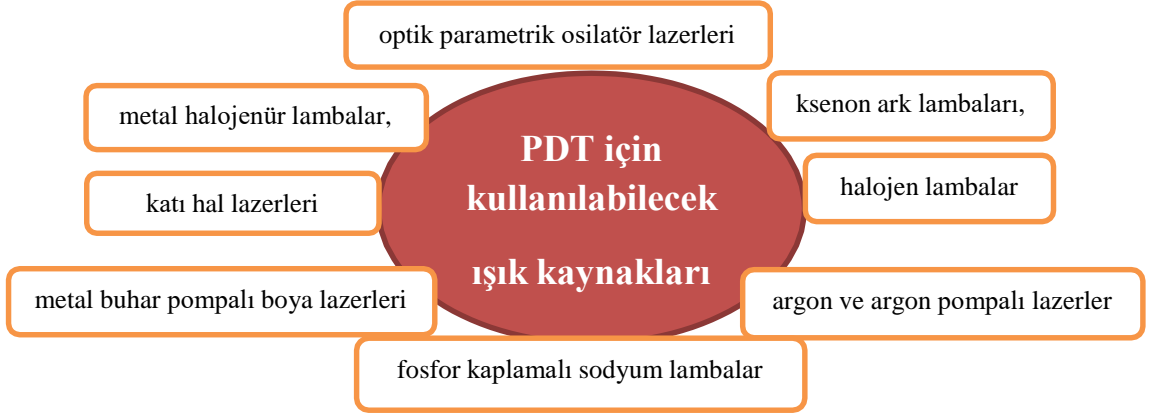 optik parametrik osilatör lazerleri
metal halojenür lambalar,
ksenon ark lambaları,
PDT için
kullanılabilecek
ışık kaynakları
katı hal lazerleri
halojen lambalar
metal buhar pompalı boya lazerleri
argon ve argon pompalı lazerler
fosfor kaplamalı sodyum lambalar